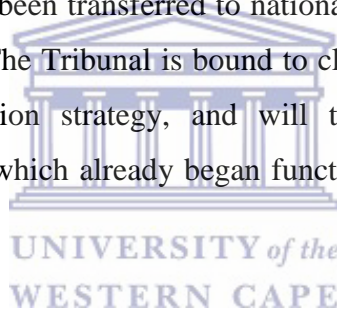 been transferred to national
The Tribunal is bound to cl
ion strategy, and will t
which already began funct
UNIVERSITY of the
WESTERN CAPE